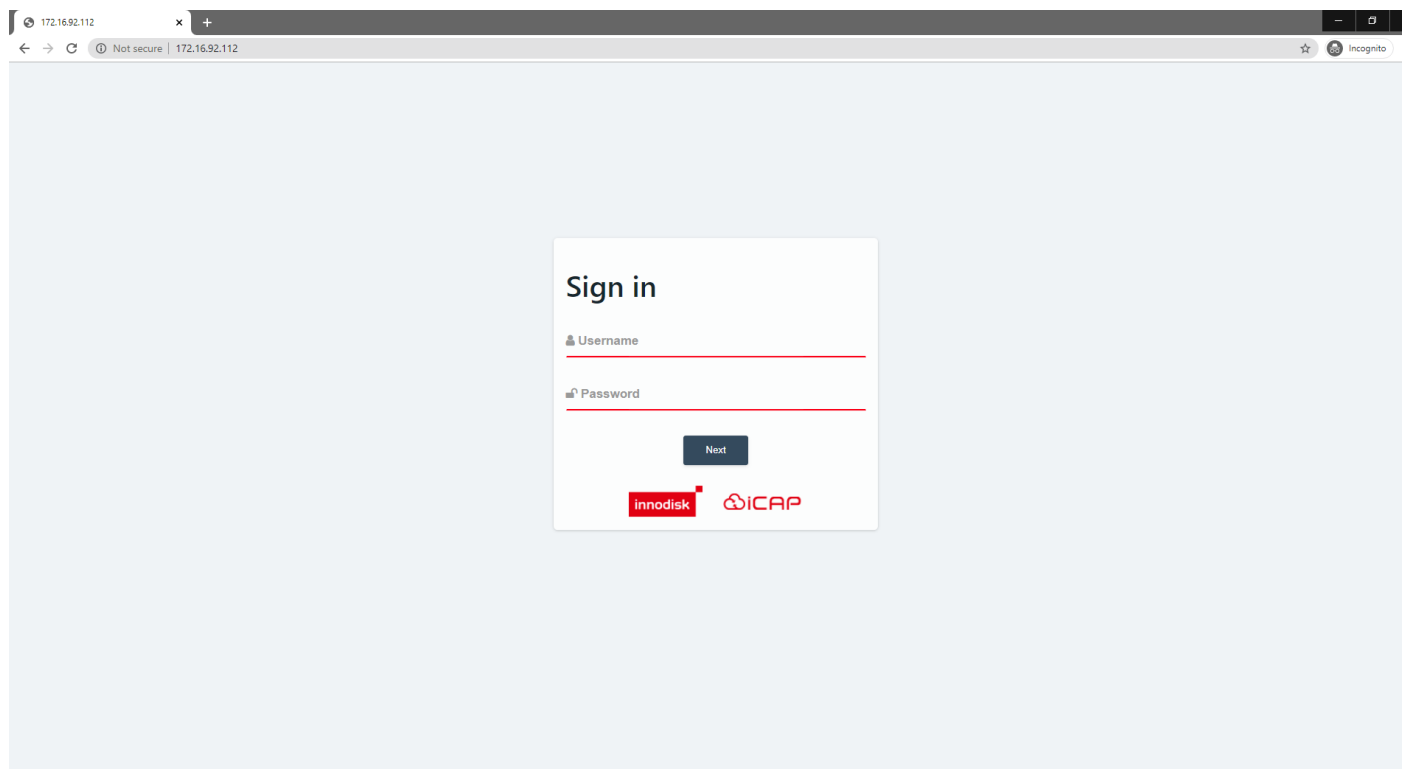 172.16.92.112
Not secure | 172.16.92.112
Incognito
Sign in
Username
Password
Next
innodisk iCAP